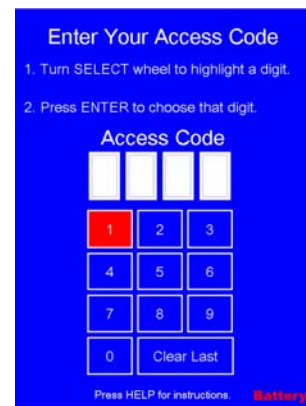 Enter Your Access Code
1. Turn SELECT wheel to highlight a digit.
2. Press ENTER to choose that digit.
Access Code
1 2 3
4 5 6
7 8 9
0 Clear Last
Press HELP for instructions. Battery